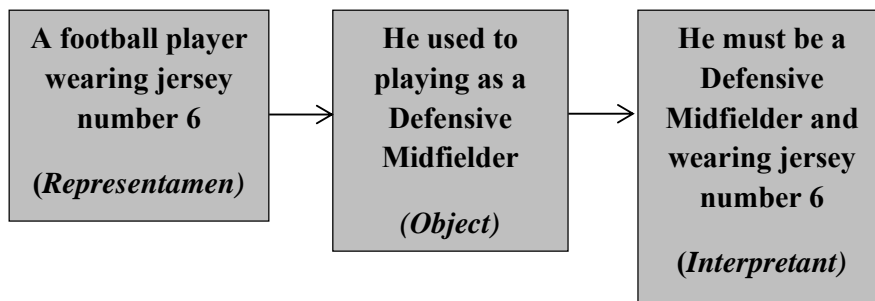 A football player
wearing jersey
number 6
(Representamen)
He used to
playing as a
Defensive
Midfielder
(Object)
He must be a
Defensive
Midfielder and
wearing jersey
number 6
(Interpretant)